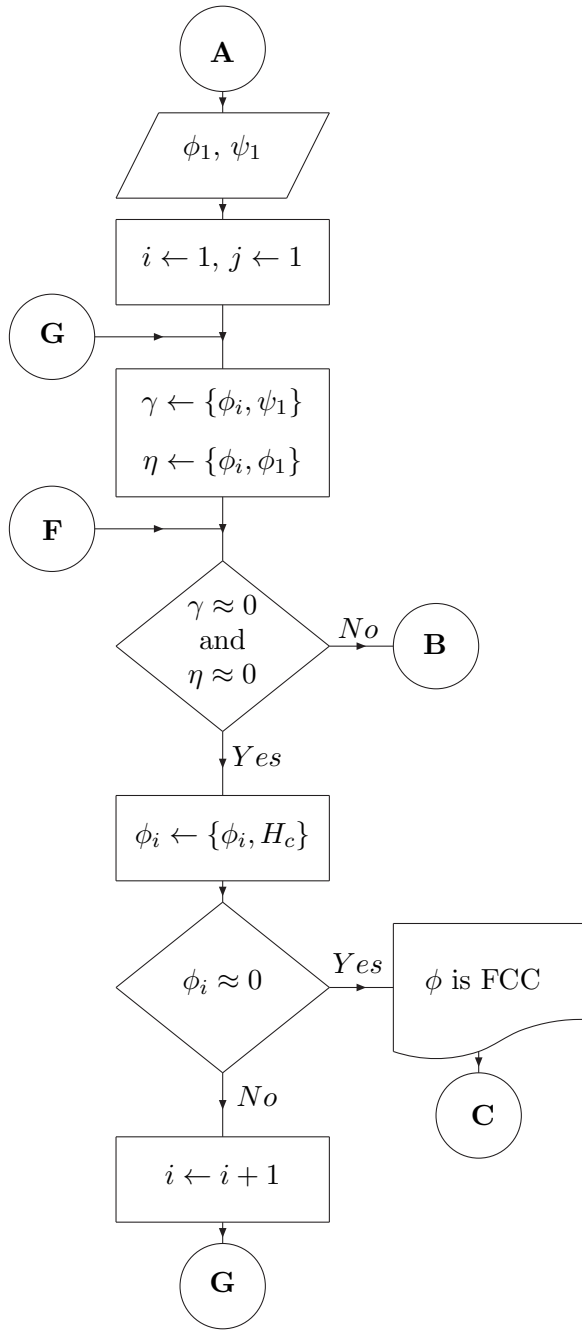 A
ϕ₁, ψ₁
i ← 1, j ← 1
G
γ ← {ϕᵢ, ψ₁}
η ← {ϕᵢ, ϕ₁}
F
γ ≈ 0
and
η ≈ 0
No
B
Yes
ϕᵢ ← {ϕᵢ, H_c}
ϕᵢ ≈ 0
Yes
ϕ is FCC
No
C
i ← i + 1
G